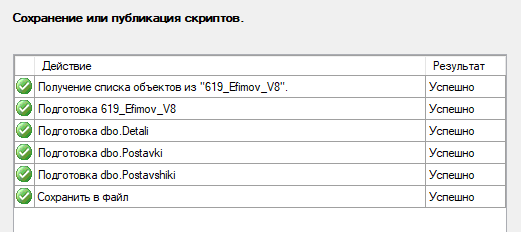 Сохранение или публикация скриптов.
Действие Результат
Получение списка объектов из "619_Efimov_V8". Успешно
Подготовка 619_Efimov_V8 Успешно
Подготовка dbo.Detali Успешно
Подготовка dbo.Postavki Успешно
Подготовка dbo.Postavshiki Успешно
Сохранить в файл Успешно